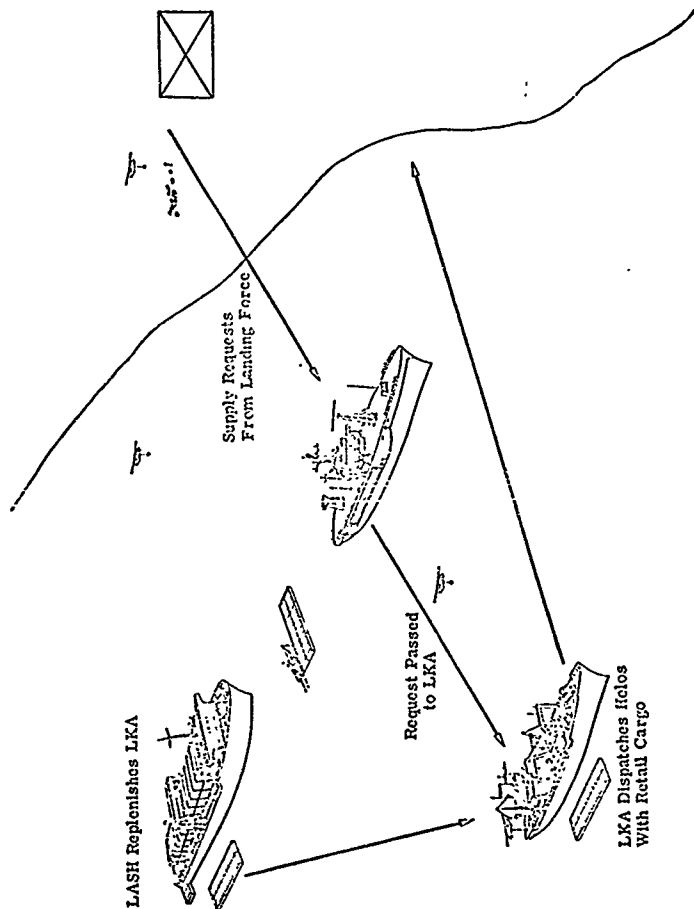 LASH Replenishes LKA
Supply Requests
From Landing Force
Request Passed
to LKA
LKA Dispatches Helos
With Retail Cargo